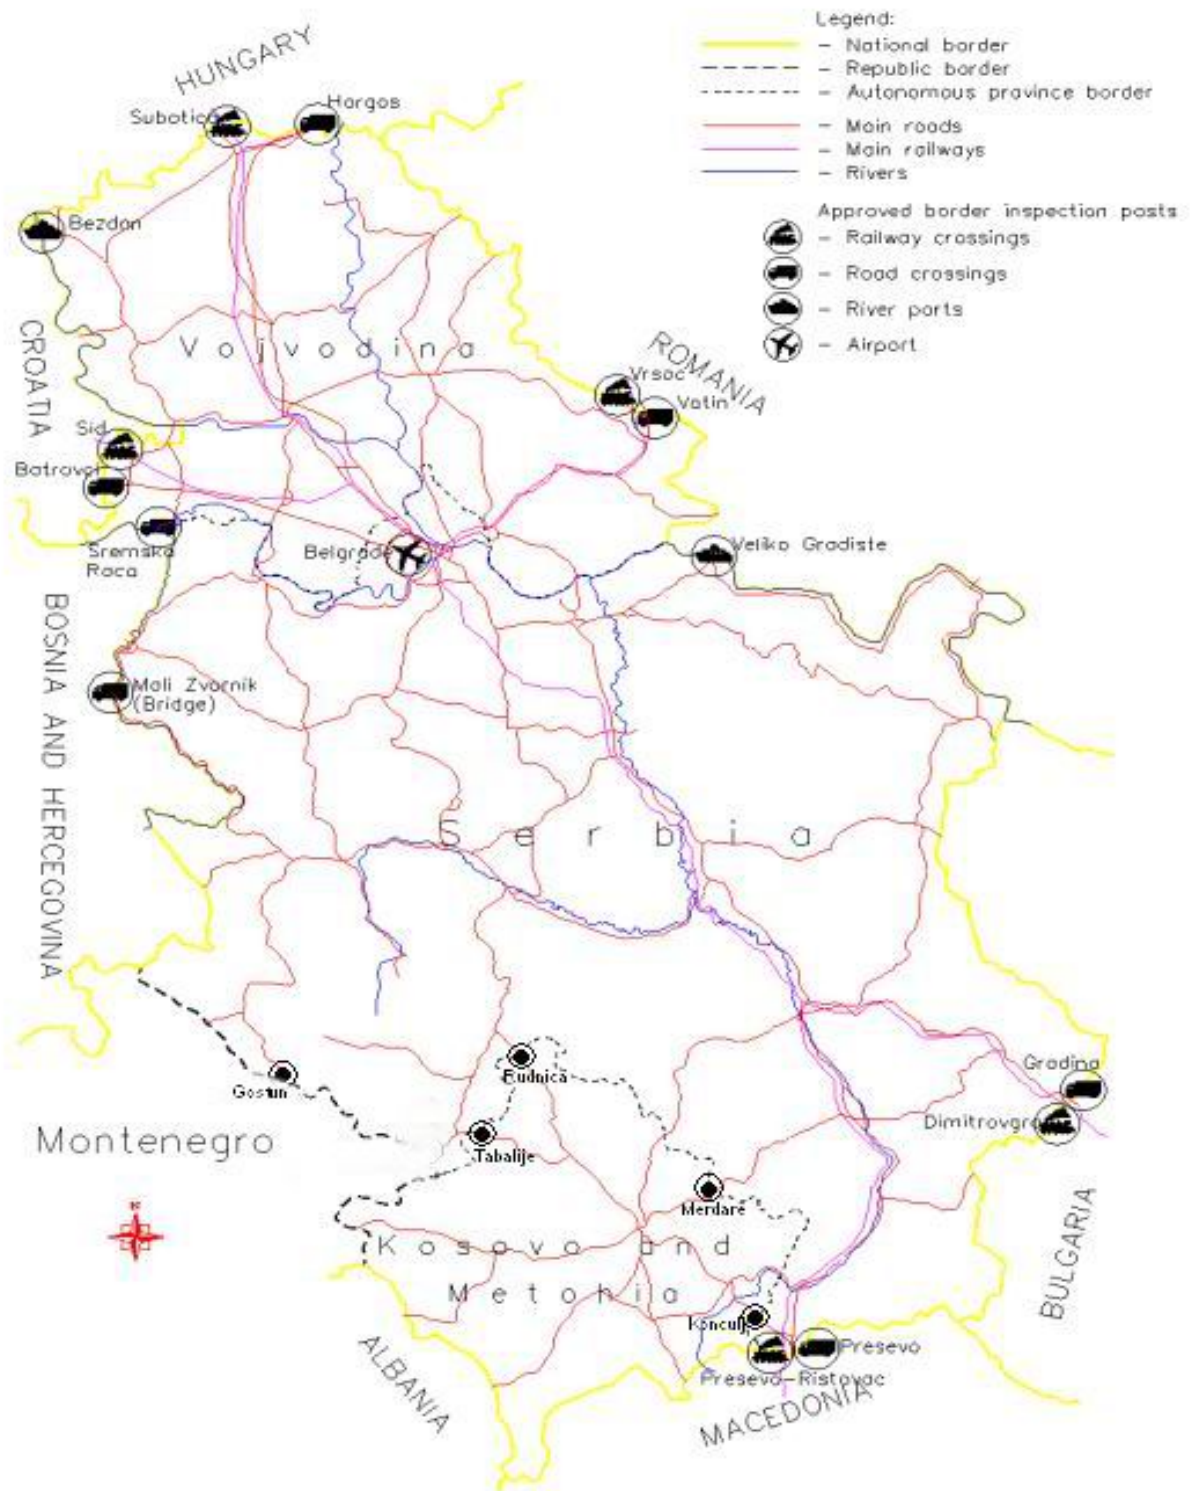 Legend:
– National border
– Republic border
– Autonomous province border
– Main roads
– Main railways
– Rivers
Approved border inspection posts
– Railway crossings
– Road crossings
– River ports
– Airport
HUNGARY
Subotica
Horgos
Bezdan
CROATIA
Vojvodina
ROMANIA
Vrsac
Vatin
Sid
Batrovci
Sremska
Raca
Belgrade
Veliko Gradiste
BOSNIA AND HERCEGOVINA
Mali Zvornik
(Bridge)
Serbia
Gostun
Rudnica
Gradina
Dimitrovgrad
Montenegro
Tabalije
Merdare
N
Kosovo and
Metohia
BULGARIA
Konculj
ALBANIA
Presevo
Presevo–Ristovac
MACEDONIA